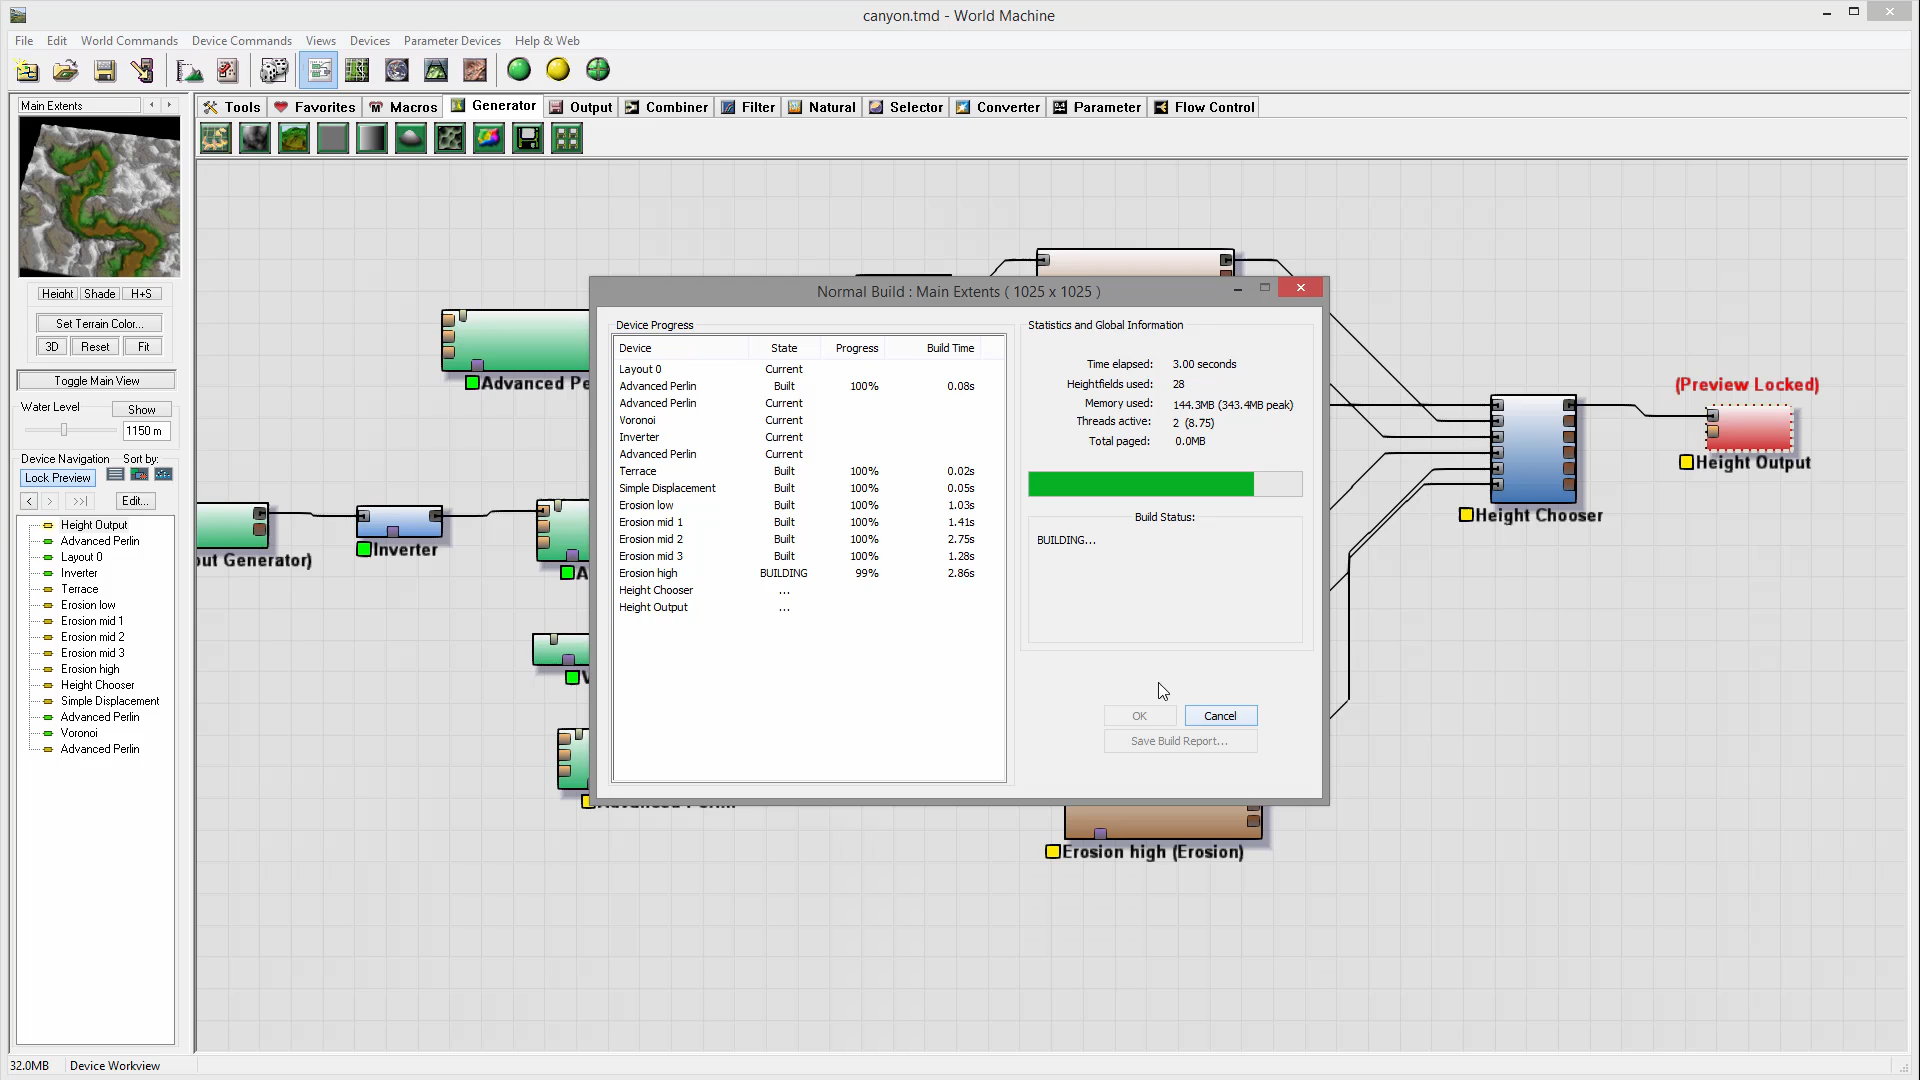 canyon.tmd - World Machine
File Edit World Commands Device Commands Views Devices Parameter Devices Help & Web
Main Extents
Tools Favorites Macros Generator Output Combiner Filter Natural Selector Converter Parameter Flow Control
Height Shade H+S
Set Terrain Color...
3D Reset Fit
Toggle Main View
Water Level Show
1150 m
Device Navigation Sort by:
Lock Preview
< > >>| Edit...
Height Output
Advanced Perlin
Layout 0
Inverter
Terrace
Erosion low
Erosion mid 1
Erosion mid 2
Erosion mid 3
Erosion high
Height Chooser
Simple Displacement
Advanced Perlin
Voronoi
Advanced Perlin
Advanced Pe
out Generator)
Inverter
A
V
Normal Build : Main Extents ( 1025 x 1025 )
Device Progress
Device State Progress Build Time
Layout 0 Current
Advanced Perlin Built 100% 0.08s
Advanced Perlin Current
Voronoi Current
Inverter Current
Advanced Perlin Current
Terrace Built 100% 0.02s
Simple Displacement Built 100% 0.05s
Erosion low Built 100% 1.03s
Erosion mid 1 Built 100% 1.41s
Erosion mid 2 Built 100% 2.75s
Erosion mid 3 Built 100% 1.28s
Erosion high BUILDING 99% 2.86s
Height Chooser ...
Height Output ...
Statistics and Global Information
Time elapsed: 3.00 seconds
Heightfields used: 28
Memory used: 144.3MB (343.4MB peak)
Threads active: 2 (8.75)
Total paged: 0.0MB
Build Status:
BUILDING...
OK Cancel
Save Build Report...
(Preview Locked)
Height Output
Height Chooser
Erosion high (Erosion)
32.0MB Device Workview